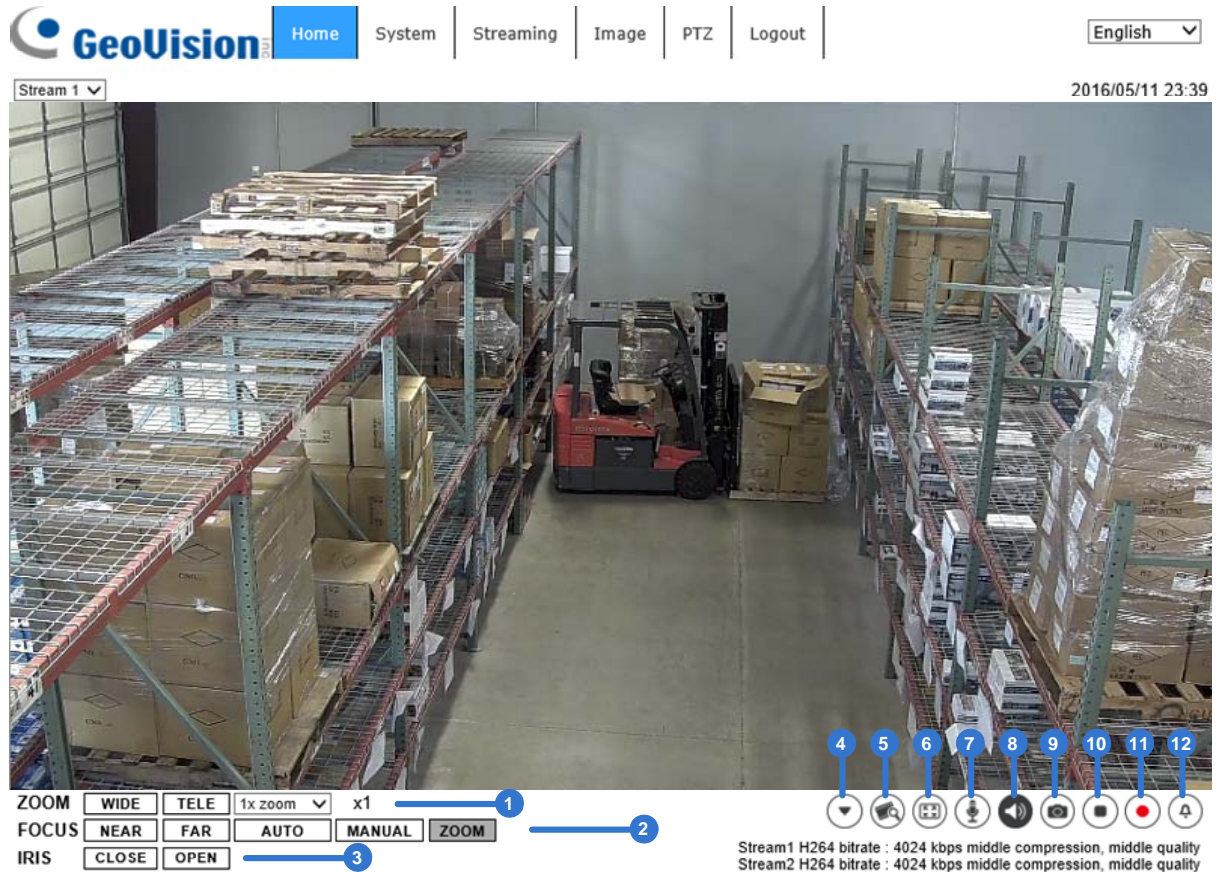 GeoVision inc
Home System Streaming Image PTZ Logout
English
Stream 1
2016/05/11 23:39
4 5 6 7 8 9 10 11 12
ZOOM WIDE TELE 1x zoom x1 1
FOCUS NEAR FAR AUTO MANUAL ZOOM 2
IRIS CLOSE OPEN 3
Stream1 H264 bitrate : 4024 kbps middle compression, middle quality
Stream2 H264 bitrate : 4024 kbps middle compression, middle quality